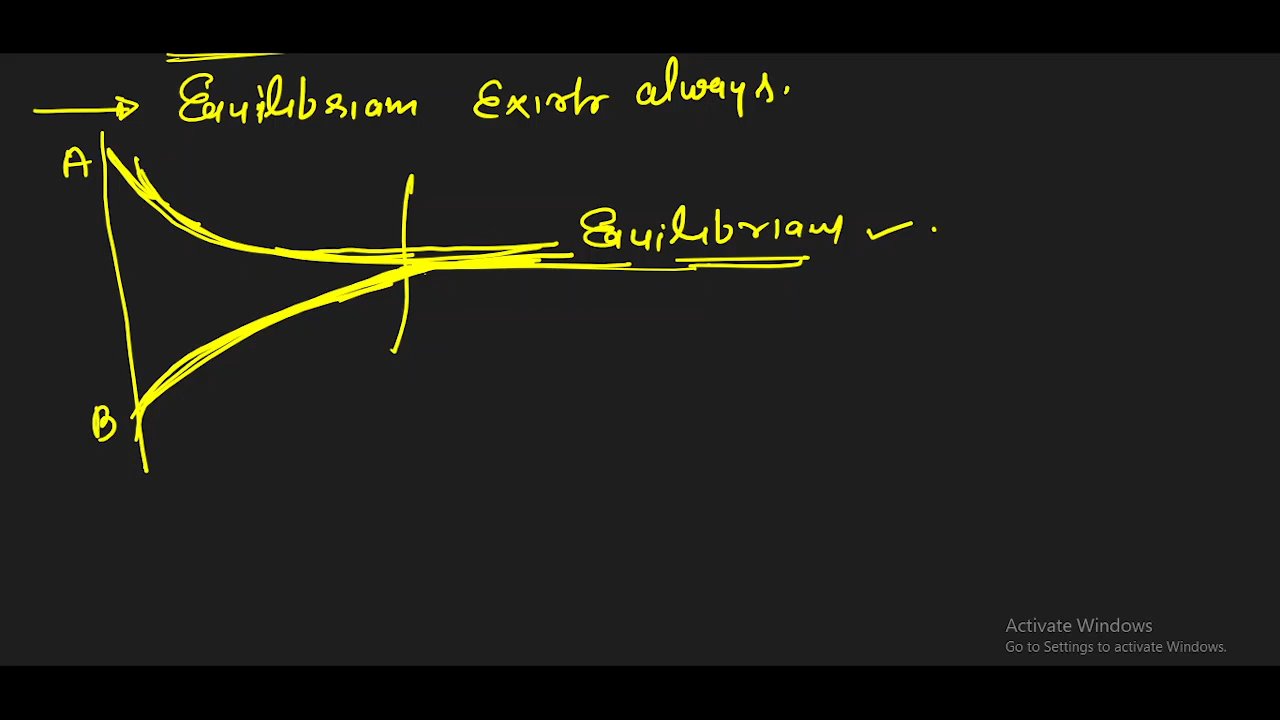 Equilibrium Exists always.
A
Equilibrium
B
Activate Windows
Go to Settings to activate Windows.